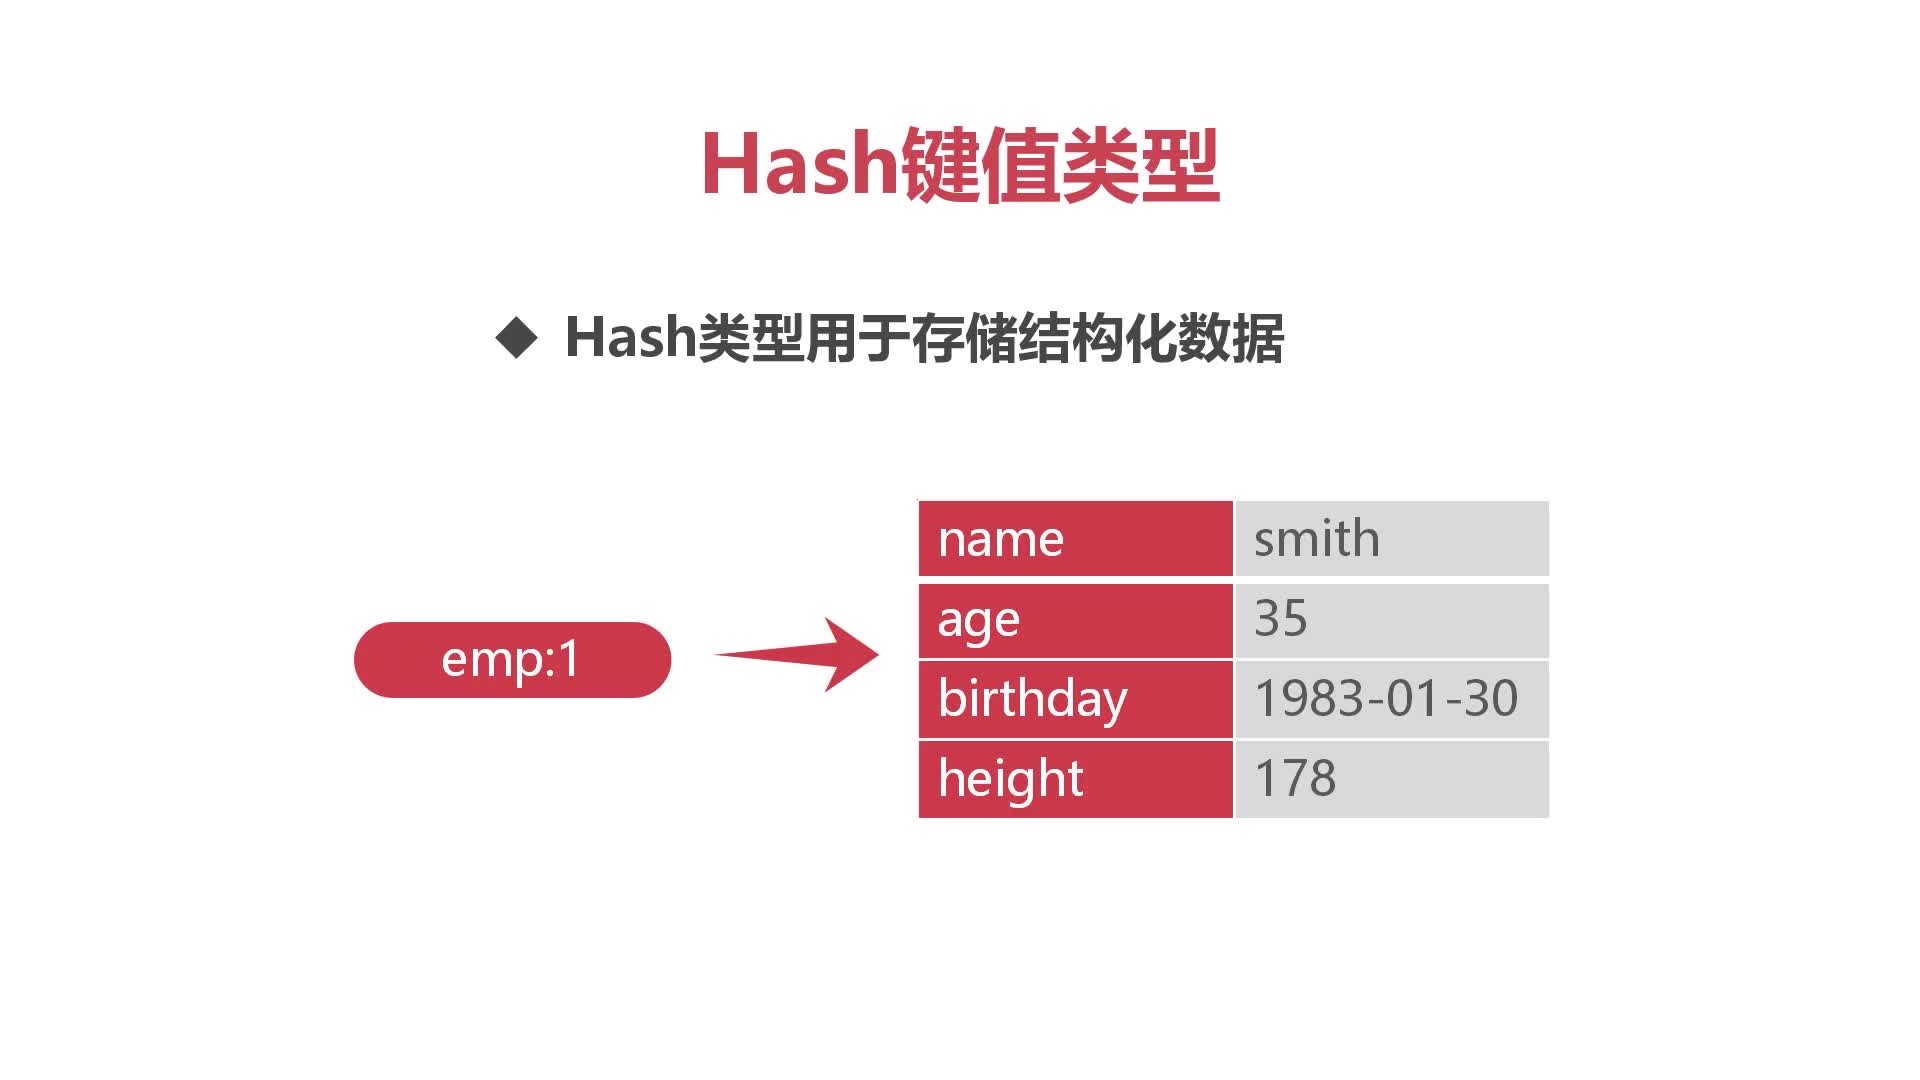 Hash键值类型
◆ Hash类型用于存储结构化数据
emp:1
name smith
age 35
birthday 1983-01-30
height 178